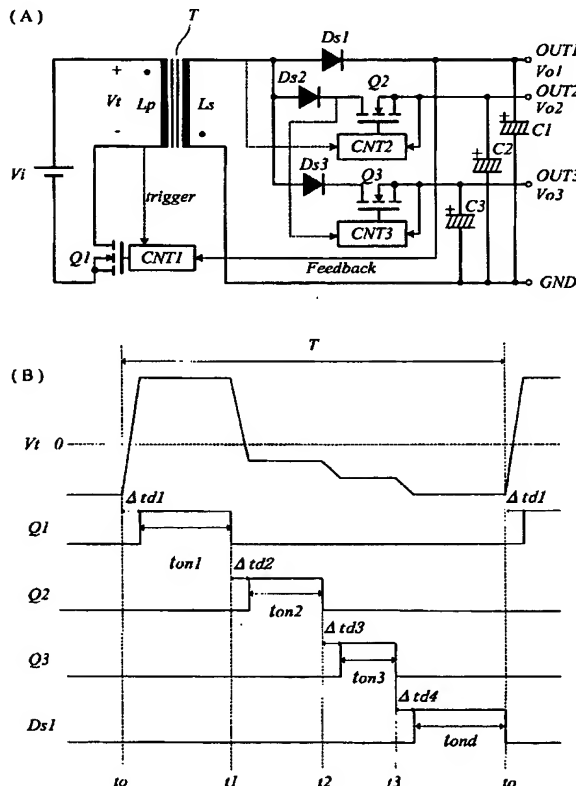 (A)
T
Ds1
OUT1
Vo1
+
Vt
Lp
Ls
-
Ds2
Q2
OUT2
Vo2
CNT2
+
C1
+
C2
Vi
Ds3
Q3
OUT3
Vo3
CNT3
+
C3
trigger
Q1
CNT1
Feedback
GND
(B)
T
Vt 0
Δtd1
Δtd1
Q1
ton1
Δtd2
Q2
ton2
Δtd3
Q3
ton3
Δtd4
Ds1
tond
to
t1
t2
t3
to